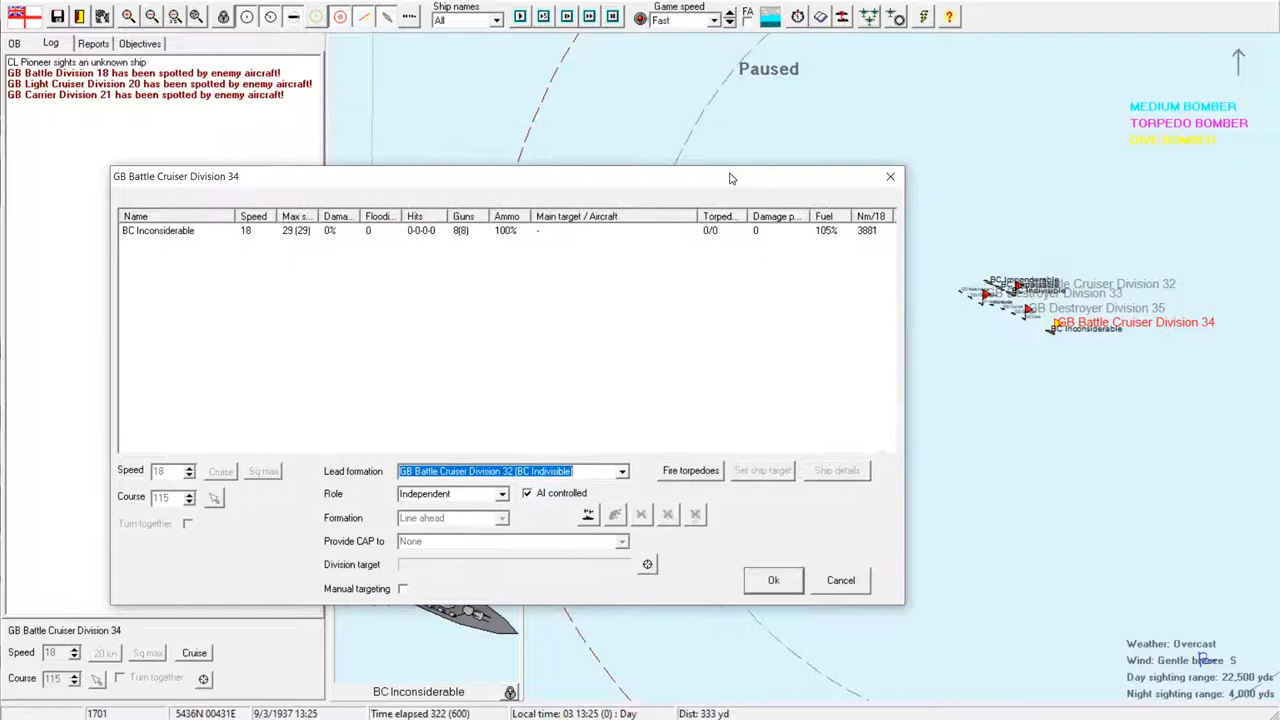 Ship names
All
Game speed
Fast
FA
OB
Log
Reports
Objectives
CL Pioneer sights an unknown ship
GB Battle Division 18 has been spotted by enemy aircraft!
GB Light Cruiser Division 20 has been spotted by enemy aircraft!
GB Carrier Division 21 has been spotted by enemy aircraft!
Paused
MEDIUM BOMBER
TORPEDO BOMBER
DIVE BOMBER
GB Battle Cruiser Division 34
Name Speed Max s... Dama... Floodi... Hits Guns Ammo Main target / Aircraft Torped... Damage p... Fuel Nm/18
BC Inconsiderable 18 29 (29) 0% 0 0-0-0-0 8(8) 100% - 0/0 0 105% 3881
BC Impenderable
Cruiser Division 32
BC Indivisible
GB Destroyer Division 33
GB Destroyer Division 35
GB Battle Cruiser Division 34
BC Inconsiderable
Speed 18 Cruise Sq max
Course 115
Turn together
Lead formation GB Battle Cruiser Division 32 (BC Indivisible)
Role Independent AI controlled
Formation Line ahead
Provide CAP to None
Division target
Manual targeting
Fire torpedoes Set ship target Ship details
Ok Cancel
GB Battle Cruiser Division 34
Speed 18 20 kn Sq max Cruise
Course 115 Turn together
BC Inconsiderable
Weather: Overcast
Wind: Gentle breeze S
Day sighting range: 22,500 yds
Night sighting range: 4,000 yds
1701 5436N 00431E 9/3/1937 13:25 Time elapsed 322 (600) Local time: 03 13:25 : Day Dist: 333 yd